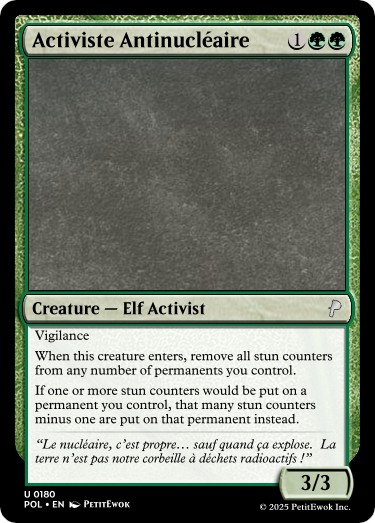 Activiste Antinucléaire 1
Creature — Elf Activist
Vigilance
When this creature enters, remove all stun counters
from any number of permanents you control.
If one or more stun counters would be put on a
permanent you control, that many stun counters
minus one are put on that permanent instead.
“Le nucléaire, c’est propre… sauf quand ça explose.  La
terre n’est pas notre corbeille à déchets radioactifs !”
3/3
U 0180
POL • EN PetitEwok
© 2025 PetitEwok Inc.